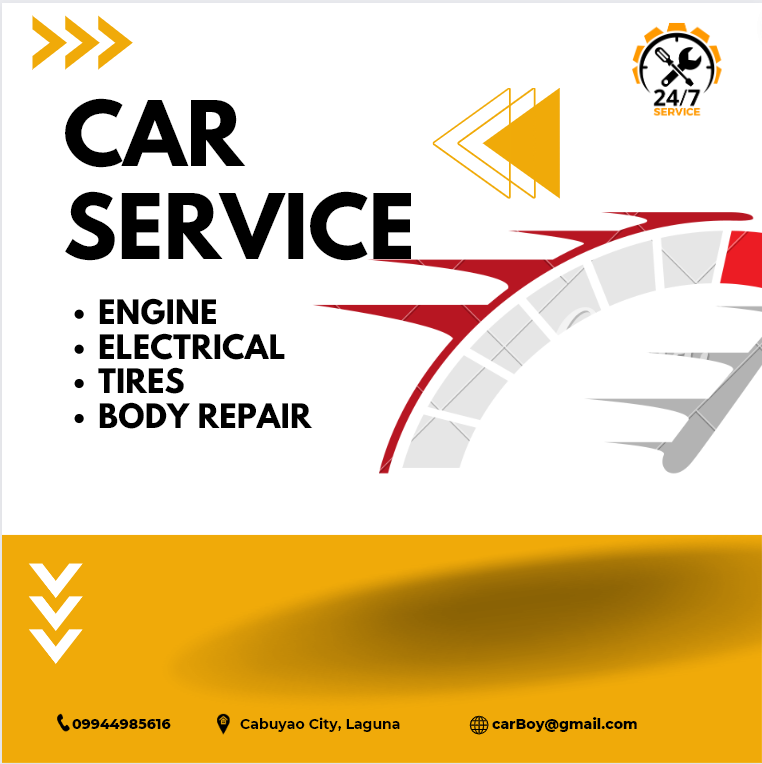 24/7
SERVICE
CAR
SERVICE
• ENGINE
• ELECTRICAL
• TIRES
• BODY REPAIR
09944985616
Cabuyao City, Laguna
carBoy@gmail.com